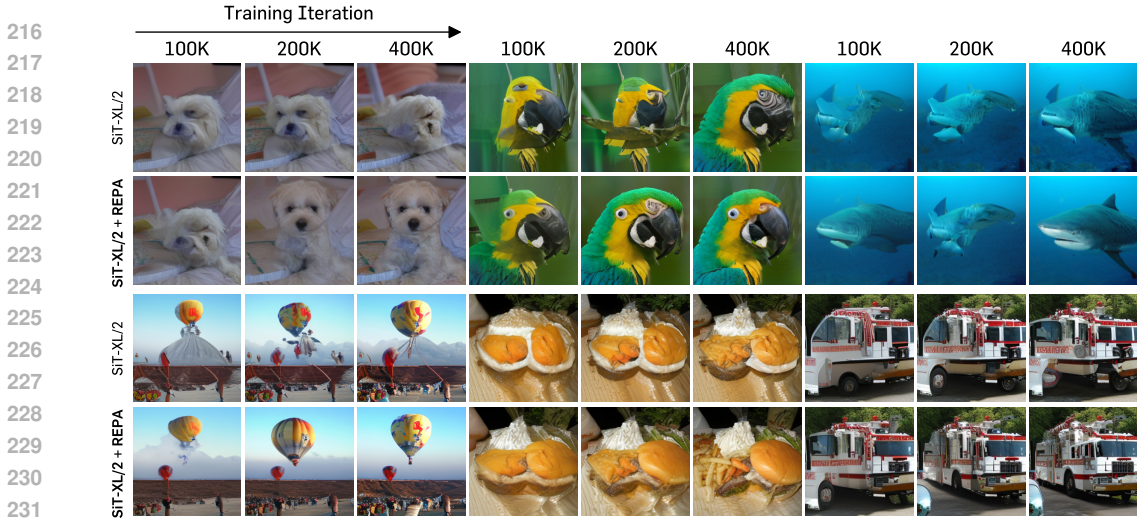 Training Iteration
100K 200K 400K 100K 200K 400K 100K 200K 400K
216
217
218
219
220
221
222
223
224
225
226
227
228
229
230
231
SiT-XL/2
SiT-XL/2 + REPA
SiT-XL/2
SiT-XL/2 + REPA